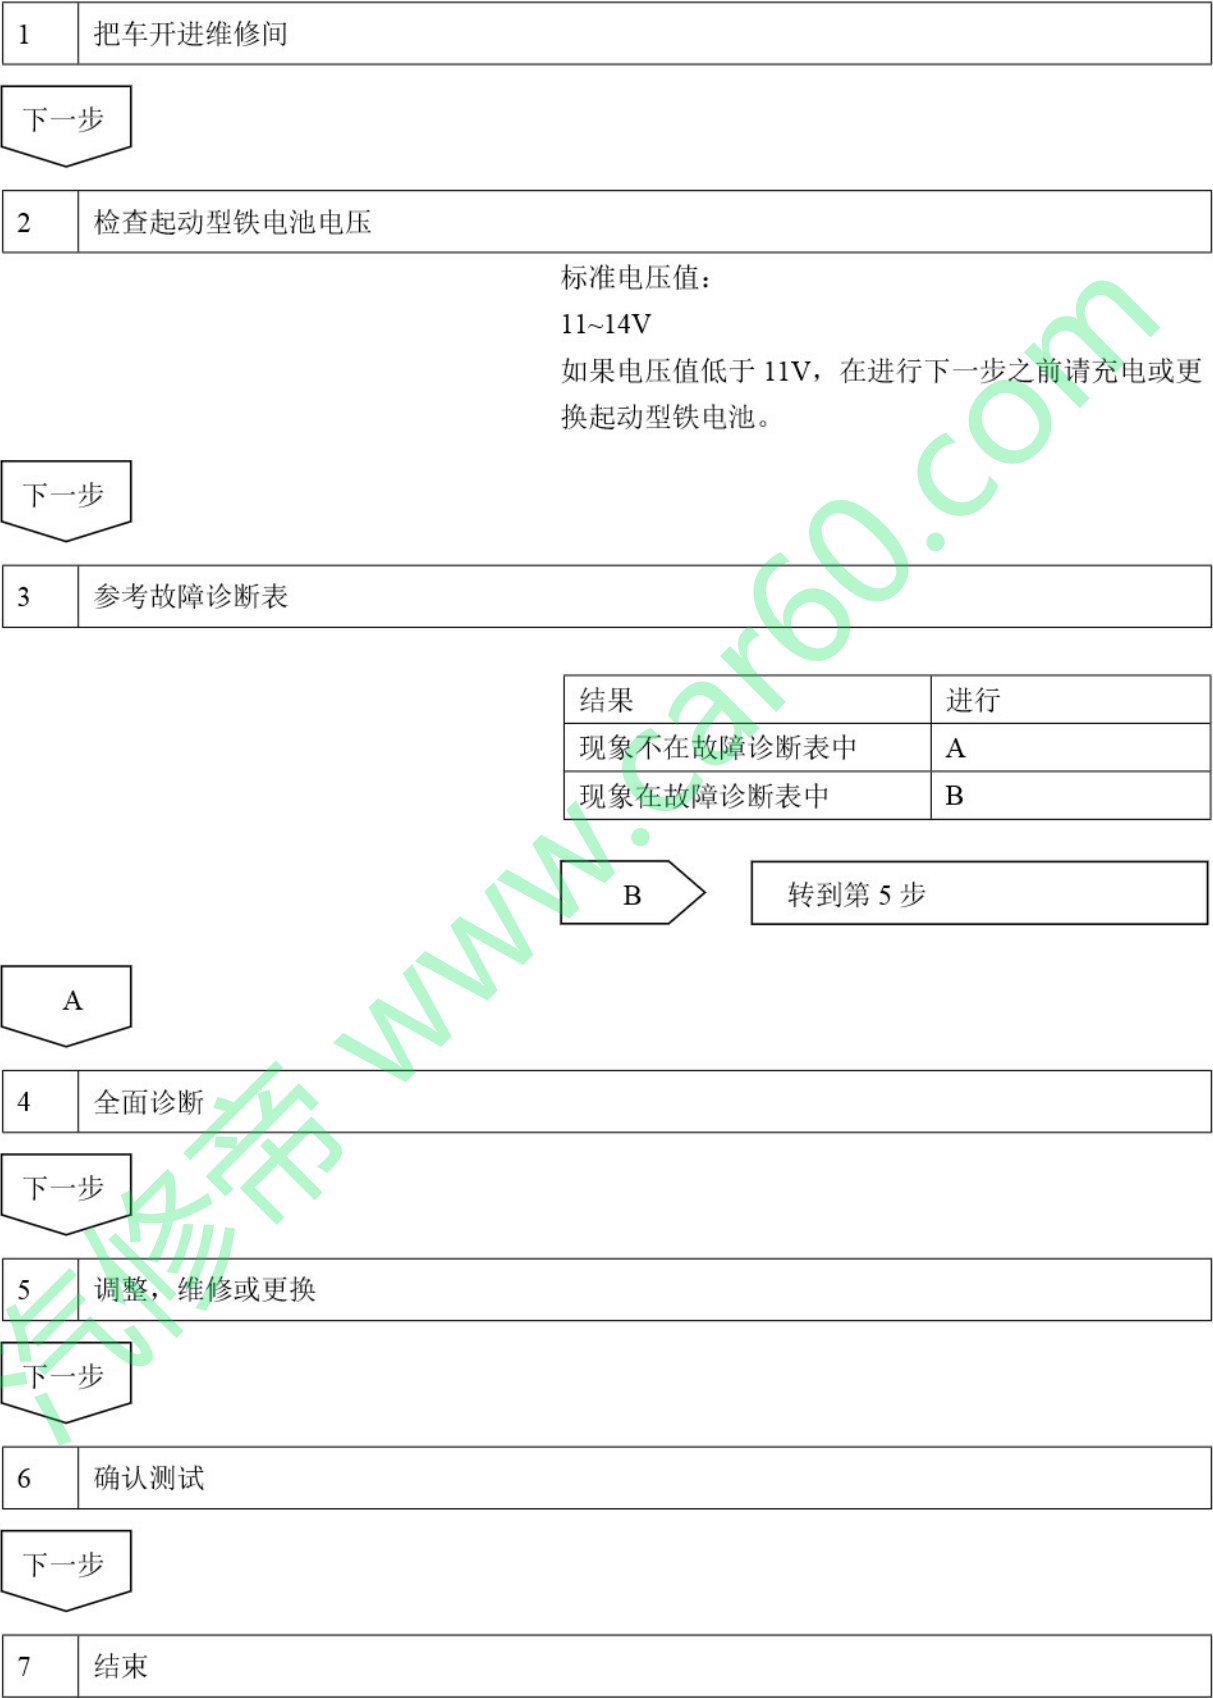 1 把车开进维修间
下一步
2 检查起动型铁电池电压
标准电压值：
11~14V
如果电压值低于 11V，在进行下一步之前请充电或更
换起动型铁电池。
下一步
3 参考故障诊断表
结果 进行
现象不在故障诊断表中 A
现象在故障诊断表中 B
B 转到第 5 步
A
4 全面诊断
下一步
5 调整，维修或更换
下一步
6 确认测试
下一步
7 结束
汽修帝 www.car60.com